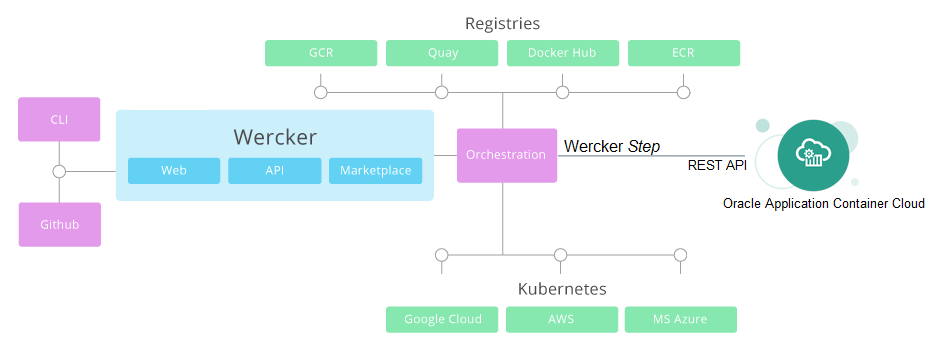 Registries
GCR
Quay
Docker Hub
ECR
CLI
Wercker
Web
API
Marketplace
Github
Orchestration
Wercker Step
REST API
Oracle Application Container Cloud
Kubernetes
Google Cloud
AWS
MS Azure